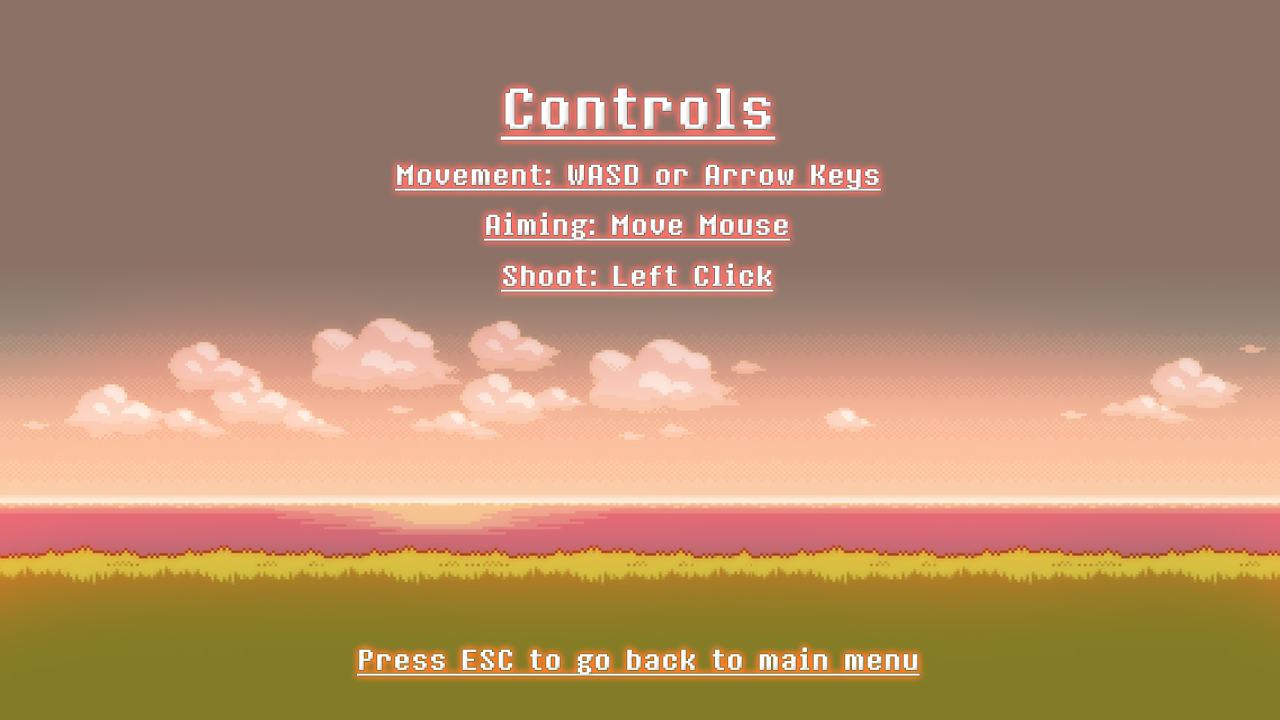 Controls
Movement: WASD or Arrow Keys
Aiming: Move Mouse
Shoot: Left Click
Press ESC to go back to main menu